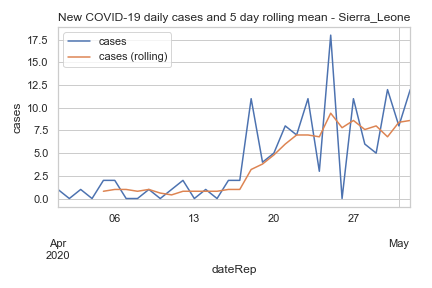 New COVID-19 daily cases and 5 day rolling mean - Sierra_Leone
cases
cases (rolling)
17.5
15.0
12.5
10.0
7.5
5.0
2.5
0.0
cases
06
13
20
27
Apr
2020
May
dateRep